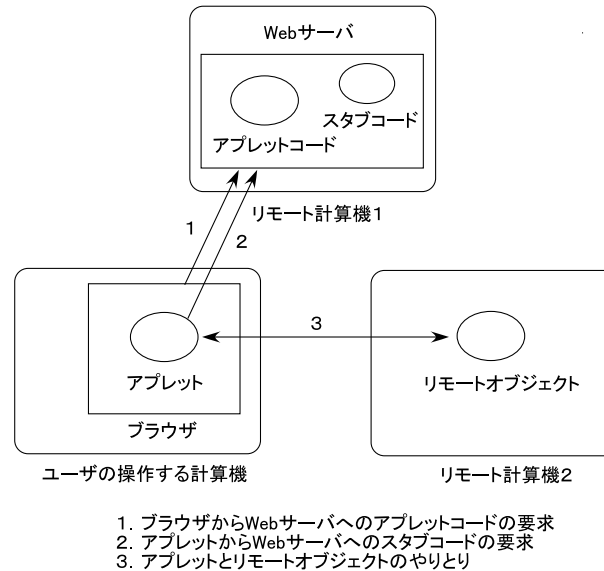 Webサーバ
スタブコード
アプレットコード
リモート計算機1
1
2
3
アプレット
リモートオブジェクト
ブラウザ
ユーザの操作する計算機
リモート計算機2
1. ブラウザからWebサーバへのアプレットコードの要求
2. アプレットからWebサーバへのスタブコードの要求
3. アプレットとリモートオブジェクトのやりとり